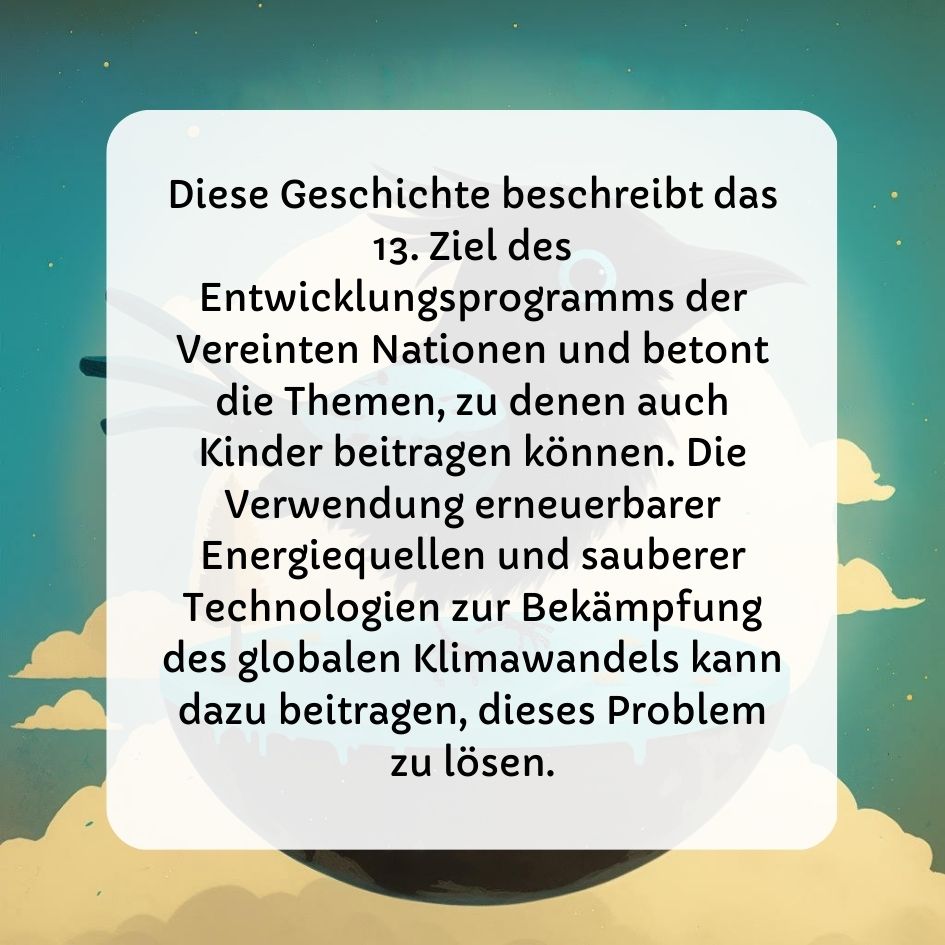 Diese Geschichte beschreibt das
13. Ziel des
Entwicklungsprogramms der
Vereinten Nationen und betont
die Themen, zu denen auch
Kinder beitragen können. Die
Verwendung erneuerbarer
Energiequellen und sauberer
Technologien zur Bekämpfung
des globalen Klimawandels kann
dazu beitragen, dieses Problem
zu lösen.